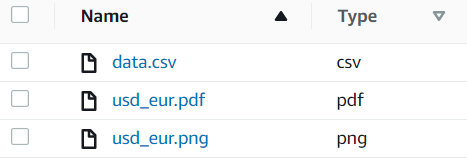 Name Type
data.csv csv
usd_eur.pdf pdf
usd_eur.png png